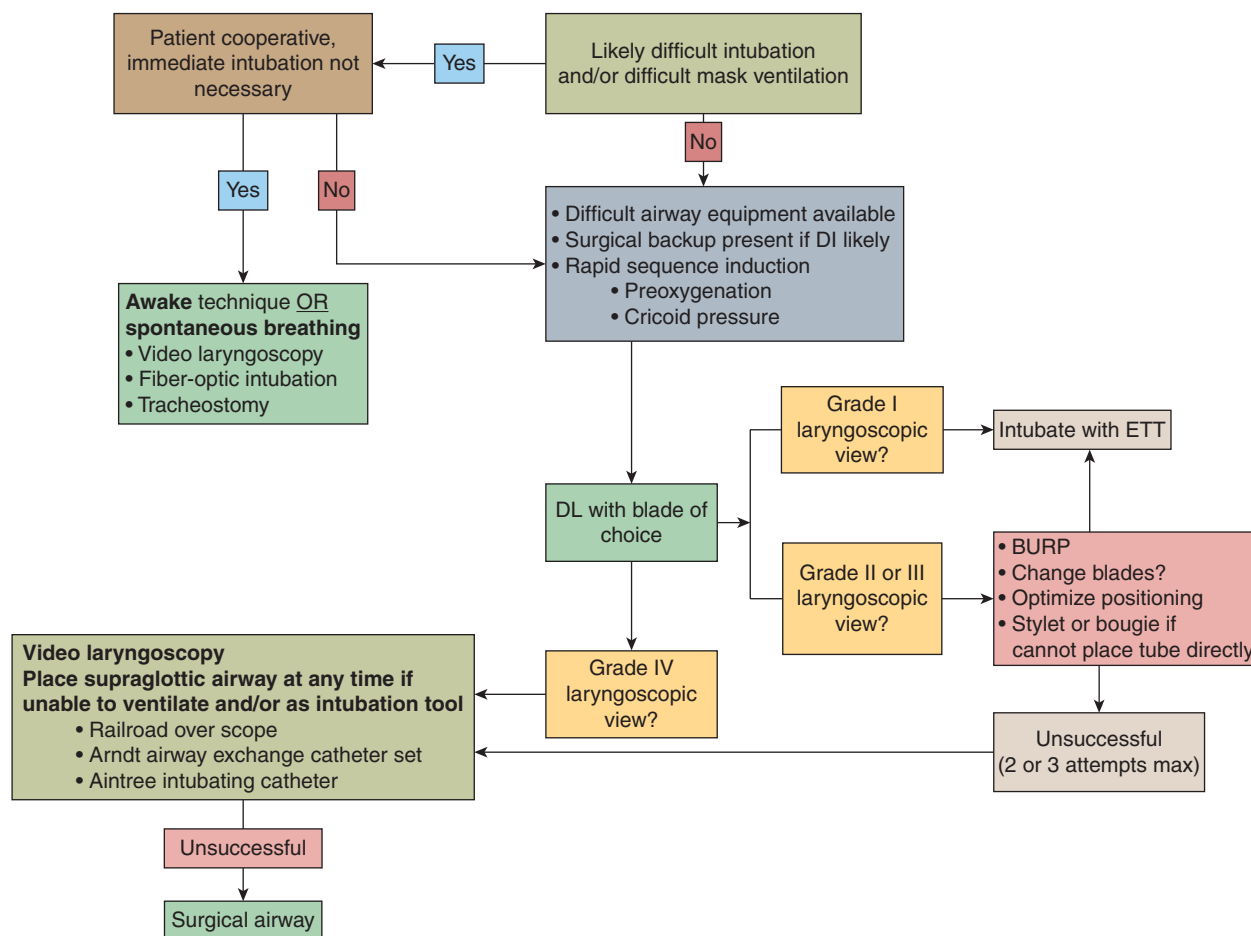 Patient cooperative,
immediate intubation not
necessary
Yes
Likely difficult intubation
and/or difficult mask ventilation
No
Yes
No
• Difficult airway equipment available
• Surgical backup present if DI likely
• Rapid sequence induction
• Preoxygenation
• Cricoid pressure
Awake technique OR
spontaneous breathing
• Video laryngoscopy
• Fiber-optic intubation
• Tracheostomy
Grade I
laryngoscopic
view?
Intubate with ETT
DL with blade of
choice
Grade II or III
laryngoscopic
view?
• BURP
• Change blades?
• Optimize positioning
• Stylet or bougie if
cannot place tube directly
Video laryngoscopy
Place supraglottic airway at any time if
unable to ventilate and/or as intubation tool
• Railroad over scope
• Arndt airway exchange catheter set
• Aintree intubating catheter
Grade IV
laryngoscopic
view?
Unsuccessful
(2 or 3 attempts max)
Unsuccessful
Surgical airway